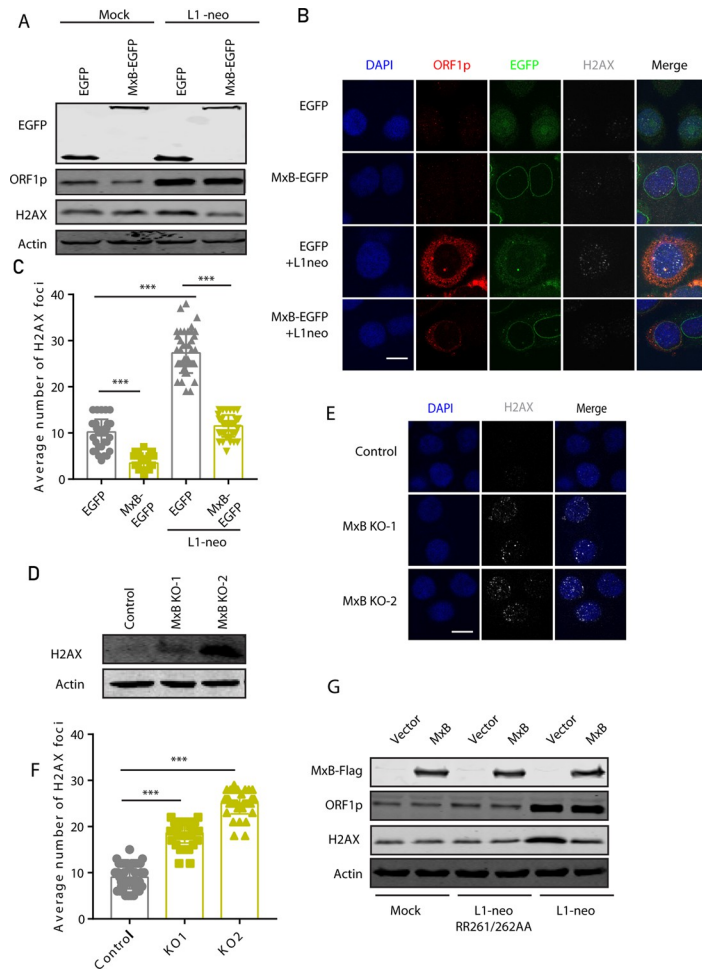 A
Mock
L1-neo
EGFP
MxB-EGFP
EGFP
MxB-EGFP
EGFP
ORF1p
H2AX
Actin
B
DAPI
ORF1p
EGFP
H2AX
Merge
EGFP
MxB-EGFP
EGFP
+L1neo
MxB-EGFP
+L1neo
C
Average number of H2AX foci
40
30
20
10
0
***
***
***
EGFP
MxB-
EGFP
EGFP
MxB-
EGFP
L1-neo
D
Control
MxB KO-1
MxB KO-2
H2AX
Actin
E
DAPI
H2AX
Merge
Control
MxB KO-1
MxB KO-2
F
Average number of H2AX foci
40
30
20
10
0
***
***
Control
KO1
KO2
G
Vector
MxB
Vector
MxB
Vector
MxB
MxB-Flag
ORF1p
H2AX
Actin
Mock
L1-neo
RR261/262AA
L1-neo